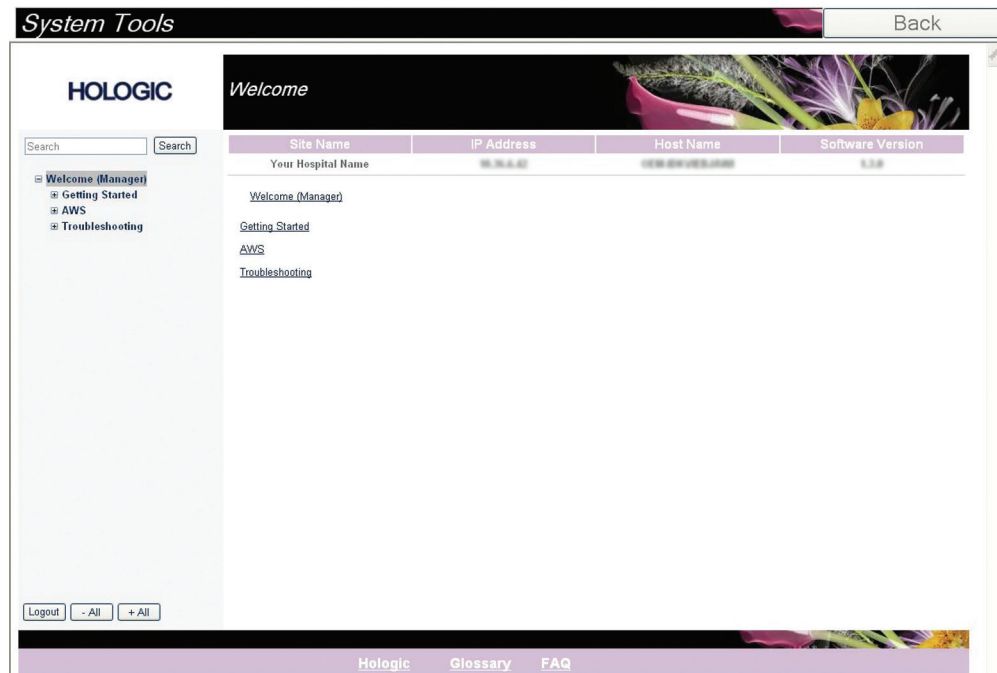 System Tools
Back
HOLOGIC
Welcome
Search
Search
Site Name IP Address Host Name Software Version
Your Hospital Name
Welcome (Manager)
Getting Started
AWS
Troubleshooting
Welcome (Manager)
Getting Started
AWS
Troubleshooting
Logout - All + All
Hologic Glossary FAQ